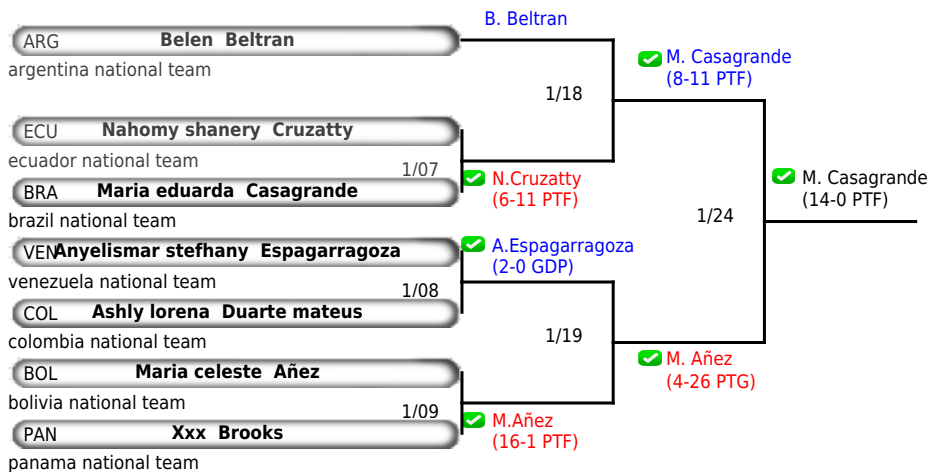 B. Beltran
ARG Belen Beltran
argentina national team
M. Casagrande
(8-11 PTF)
1/18
ECU Nahomy shanery Cruzatty
ecuador national team
1/07
BRA Maria eduarda Casagrande
brazil national team
N.Cruzatty
(6-11 PTF)
M. Casagrande
(14-0 PTF)
1/24
VEN Anyelismar stefhany Espagarragoza
venezuela national team
A.Espagarragoza
(2-0 GDP)
1/08
COL Ashly lorena Duarte mateus
colombia national team
1/19
M. Añez
(4-26 PTG)
BOL Maria celeste Añez
bolivia national team
1/09
PAN Xxx Brooks
panama national team
M.Añez
(16-1 PTF)